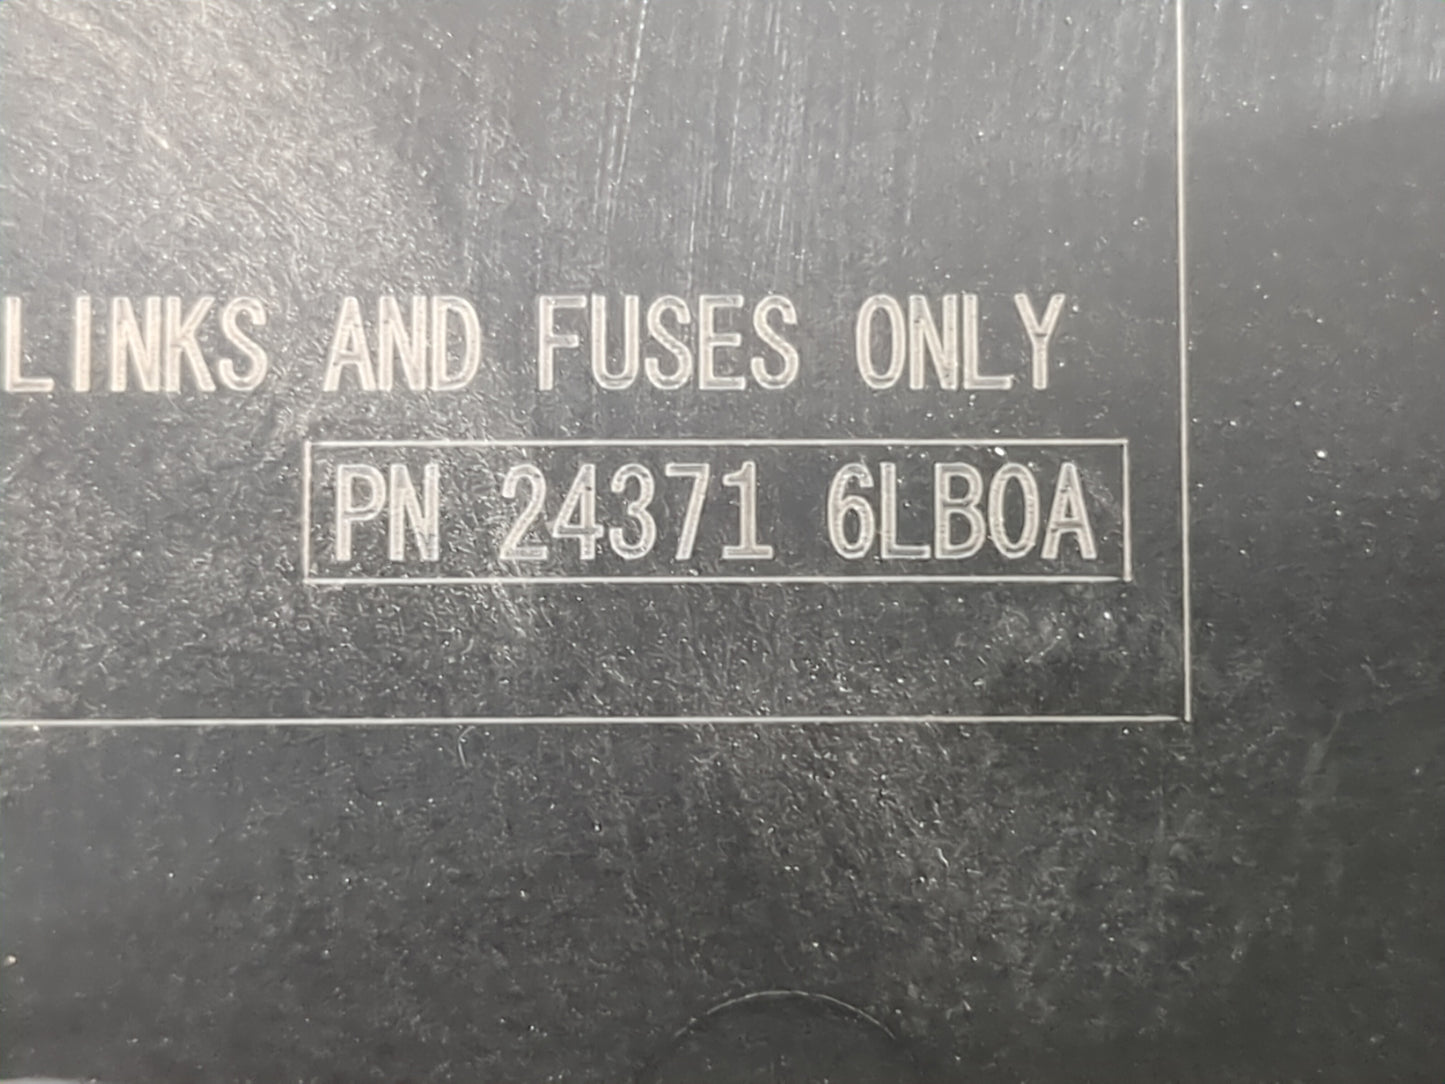 LINKS AND FUSES ONLY
PN 24371 6LB0A